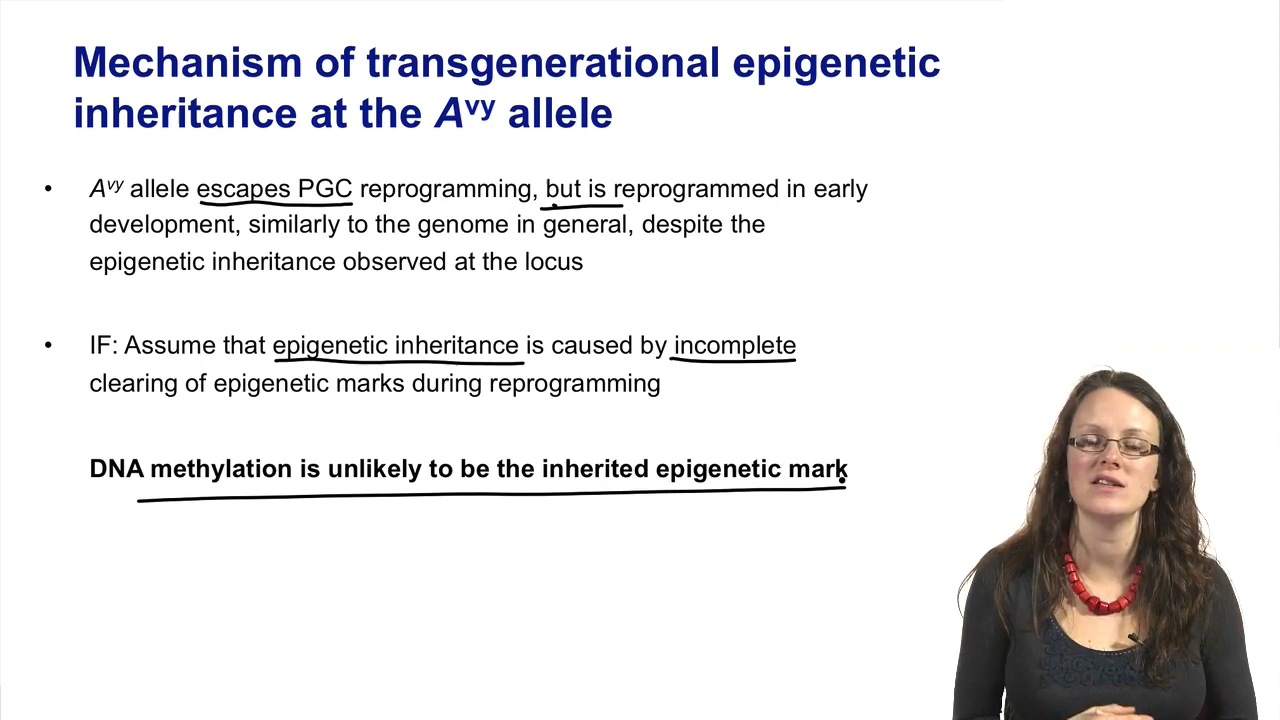 Mechanism of transgenerational epigenetic
inheritance at the Avy allele
• Avy allele escapes PGC reprogramming, but is reprogrammed in early
development, similarly to the genome in general, despite the
epigenetic inheritance observed at the locus
• IF: Assume that epigenetic inheritance is caused by incomplete
clearing of epigenetic marks during reprogramming
DNA methylation is unlikely to be the inherited epigenetic mark